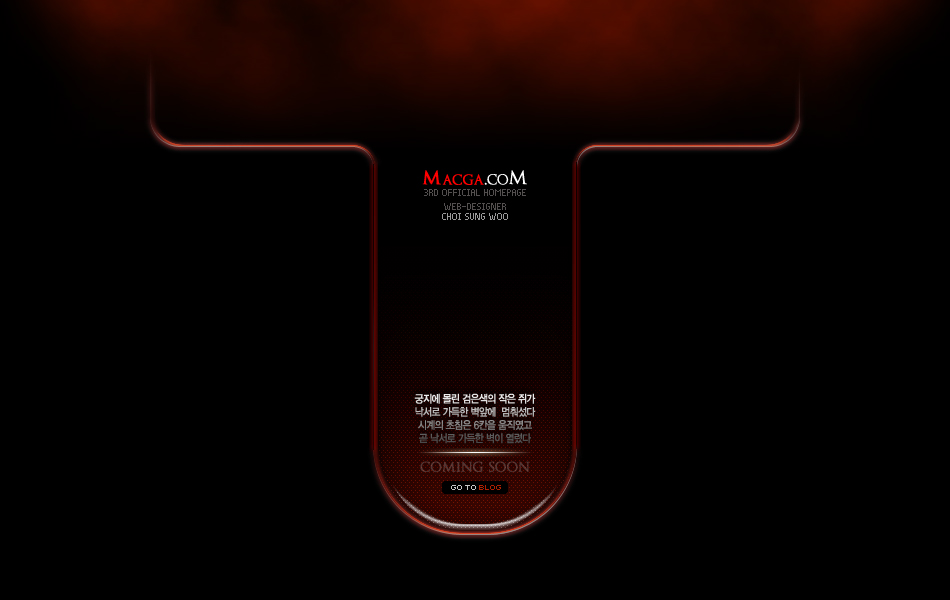 MACGA.COM
3RD OFFICIAL HOMEPAGE
WEB-DESIGNER
CHOI SUNG WOO
궁지에 몰린 검은색의 작은 쥐가
낙서로 가득한 벽앞에 멈춰섰다
시계의 초침은 6칸을 움직였고
곧 낙서로 가득한 벽이 열렸다
COMING SOON
GO TO BLOG